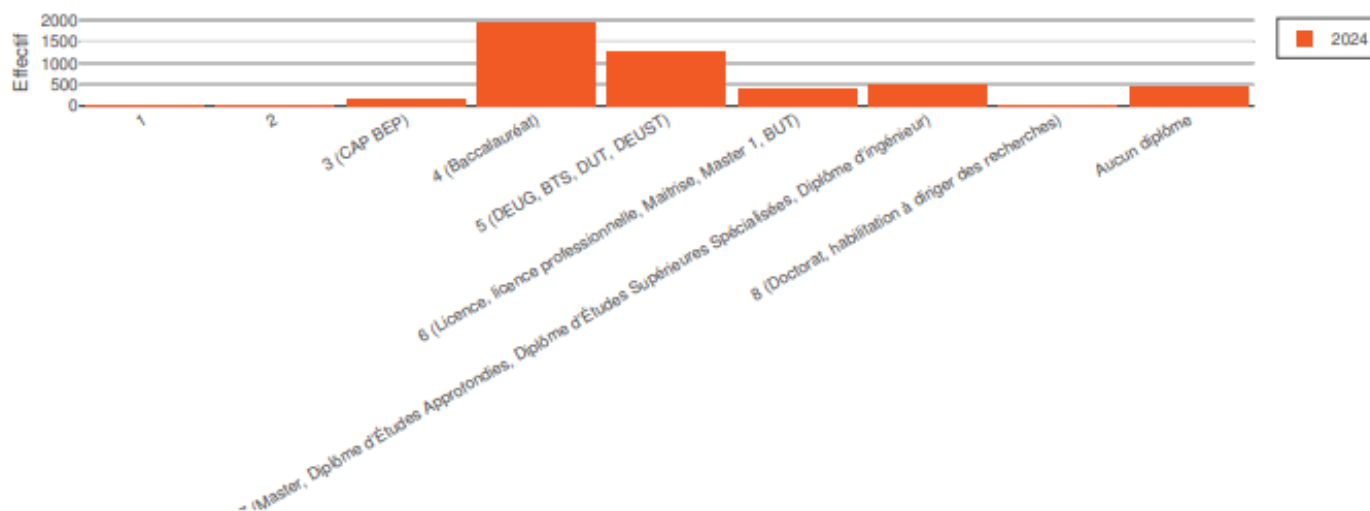 Effectif
2000
1500
1000
500
0
2024
1
2
3 (CAP BEP)
4 (Baccalauréat)
5 (DEUG, BTS, DUT, DEUST)
6 (Licence, licence professionnelle, Maitrise, Master 1, BUT)
(Master, Diplôme d'Études Approfondies, Diplôme d'Études Supérieures Spécialisées, Diplôme d'ingénieur)
8 (Doctorat, habilitation à diriger des recherches)
Aucun diplôme